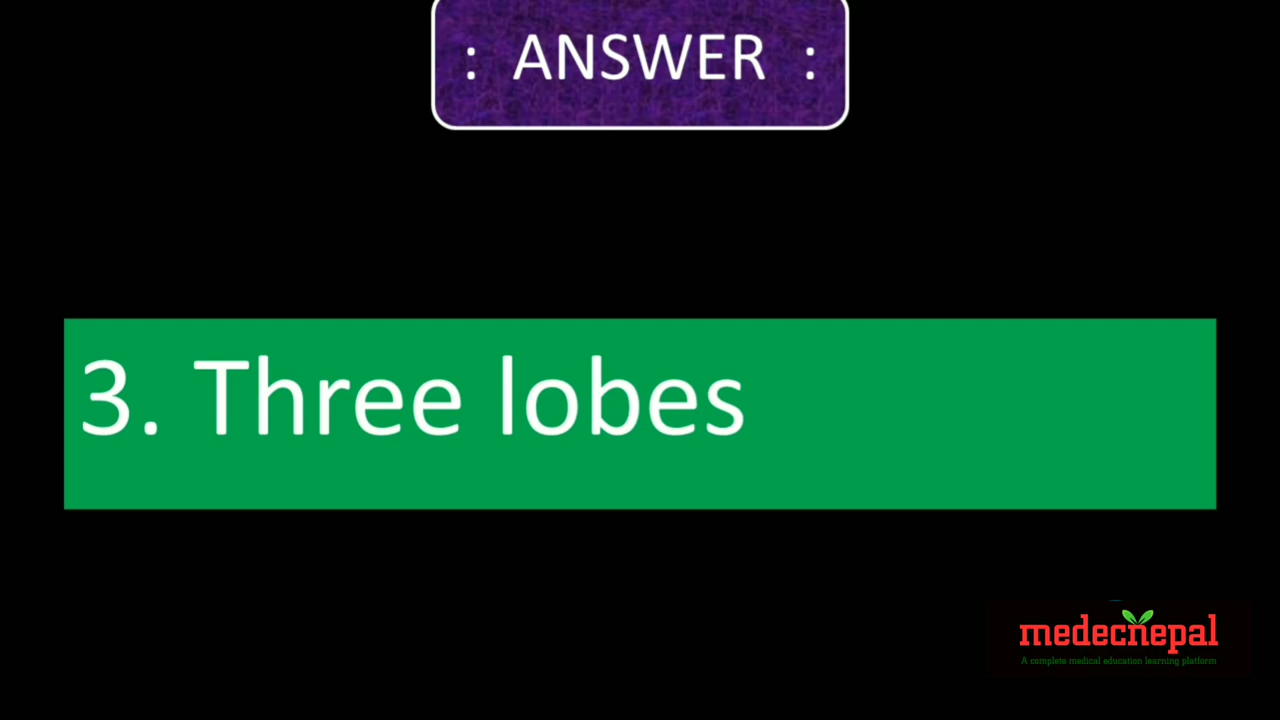 : ANSWER :
3. Three lobes
medecnepal
A complete medical education learning platform